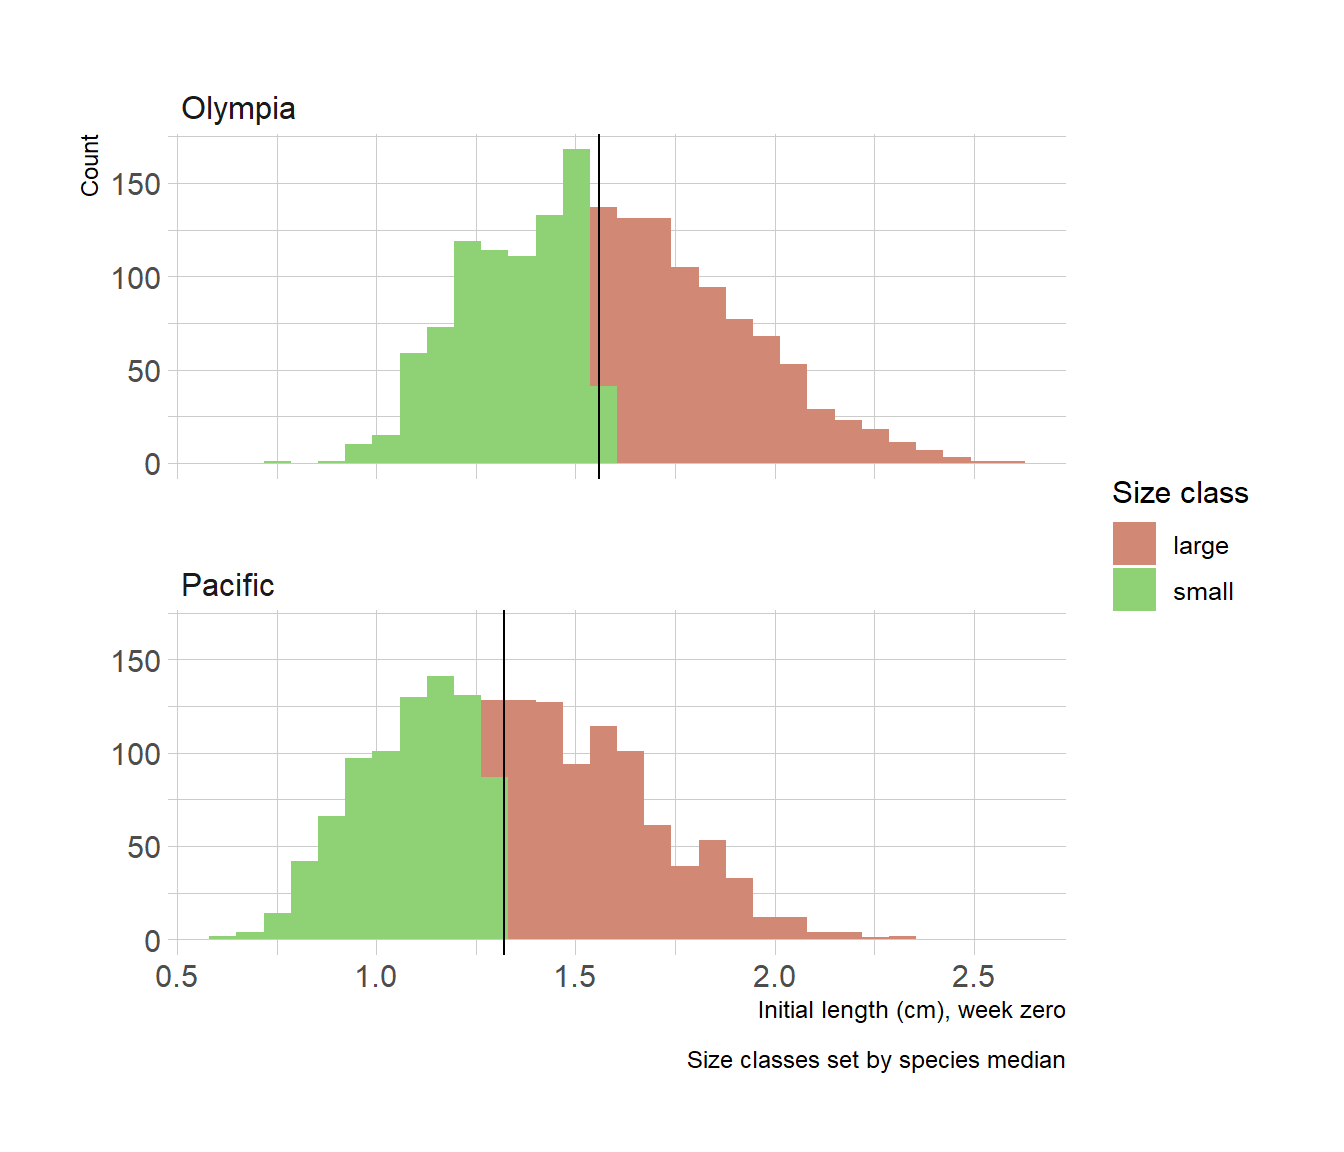 Olympia
Count
150
100
50
0
Size class
large
small
Pacific
150
100
50
0
0.5 1.0 1.5 2.0 2.5
Initial length (cm), week zero
Size classes set by species median